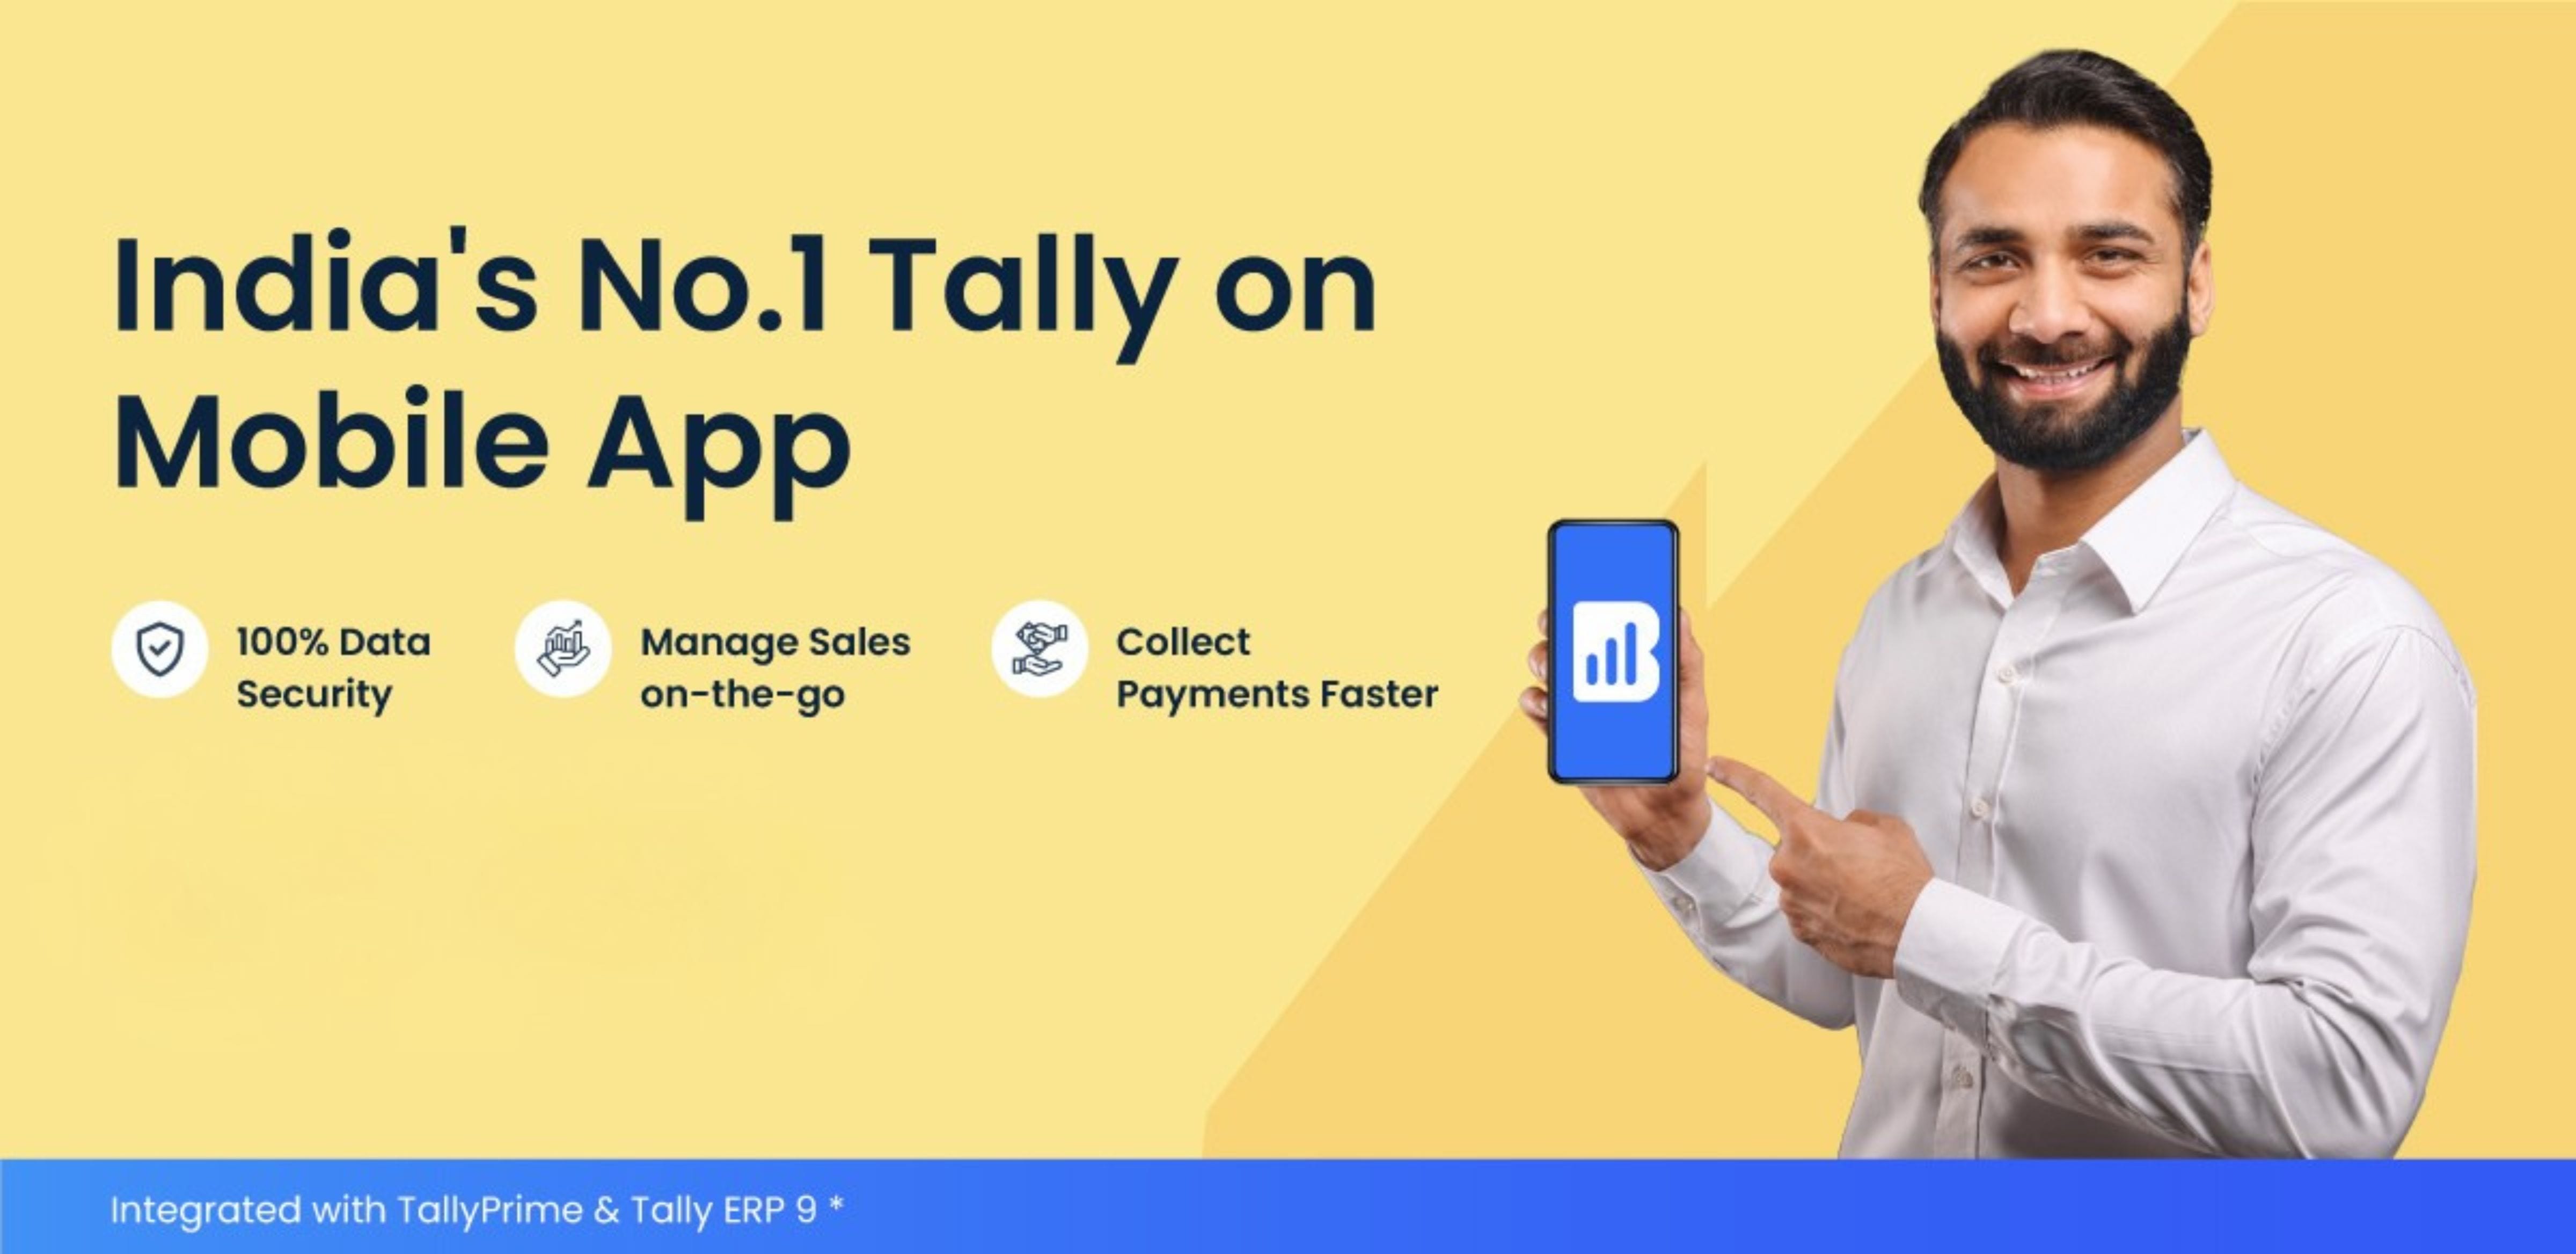 India's No.1 Tally on
Mobile App
100% Data
Security
Manage Sales
on-the-go
Collect
Payments Faster
Integrated with TallyPrime & Tally ERP 9 *